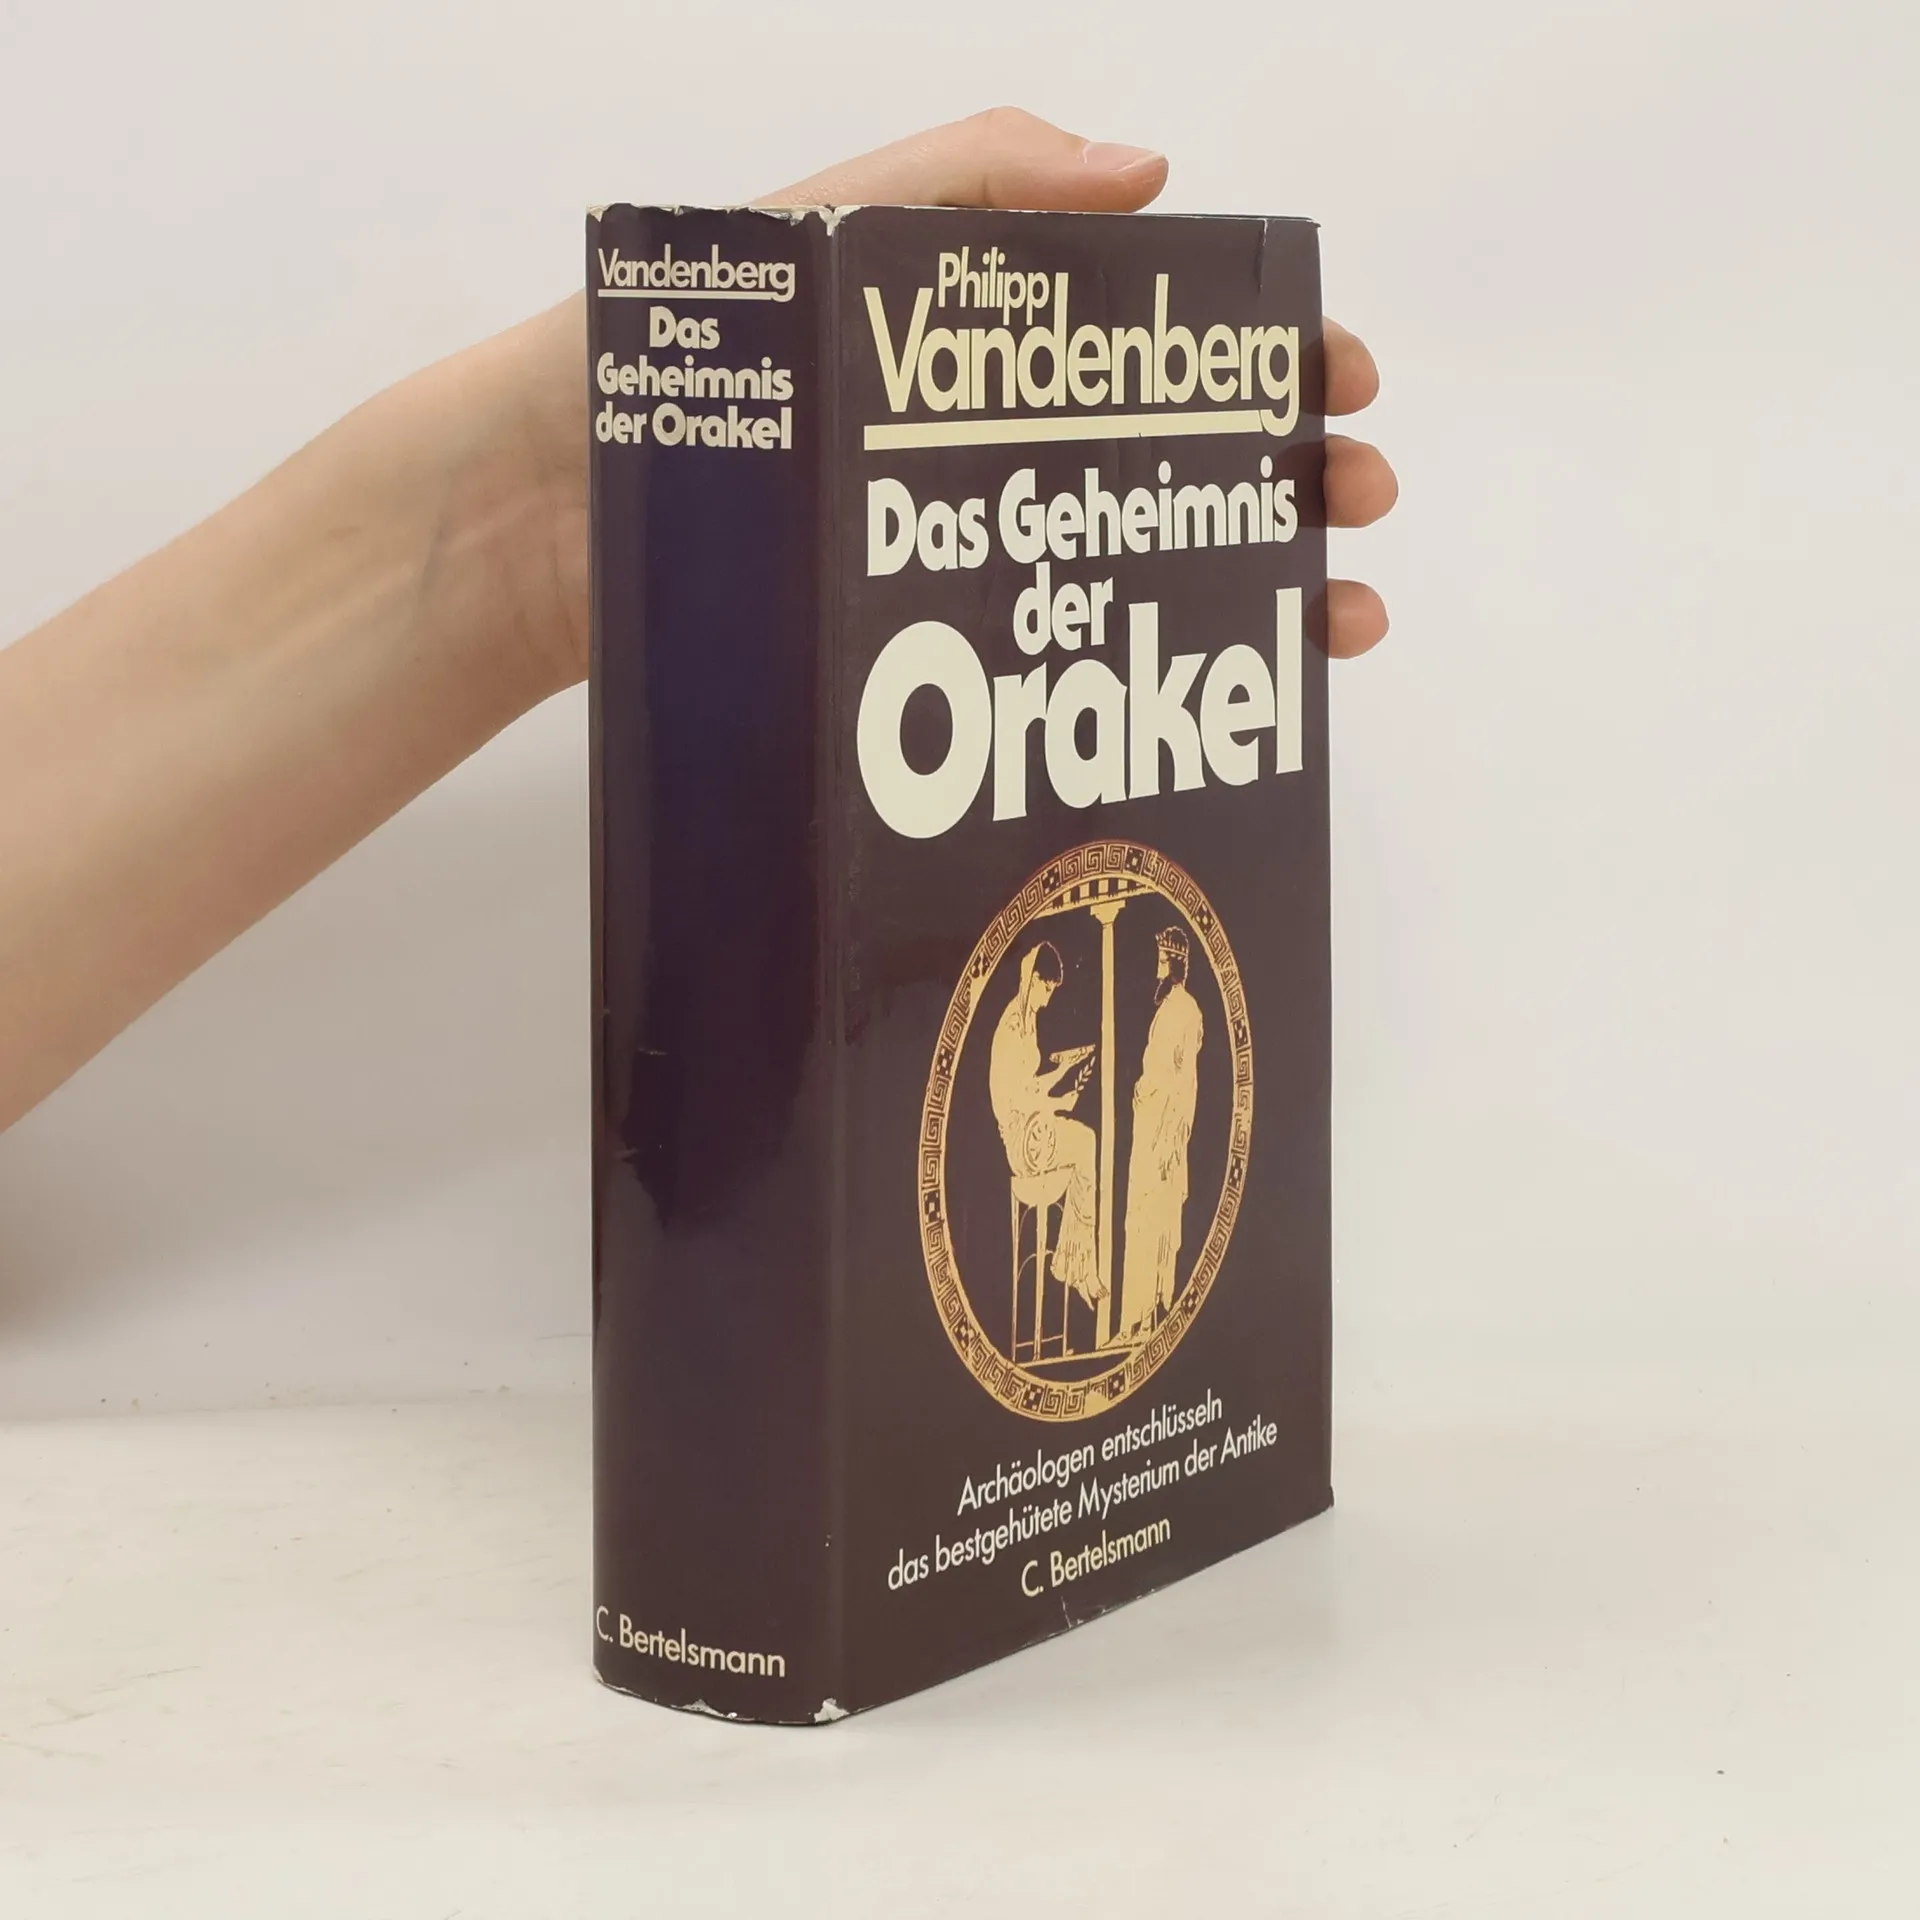 Vandenberg
Das
Geheimnis
der Orakel
C. Bertelsmann
Philipp
Vandenberg
Das Geheimnis
der
Orakel
Archäologen entschlüsseln
das bestgehütete Mysterium der Antike
C. Bertelsmann